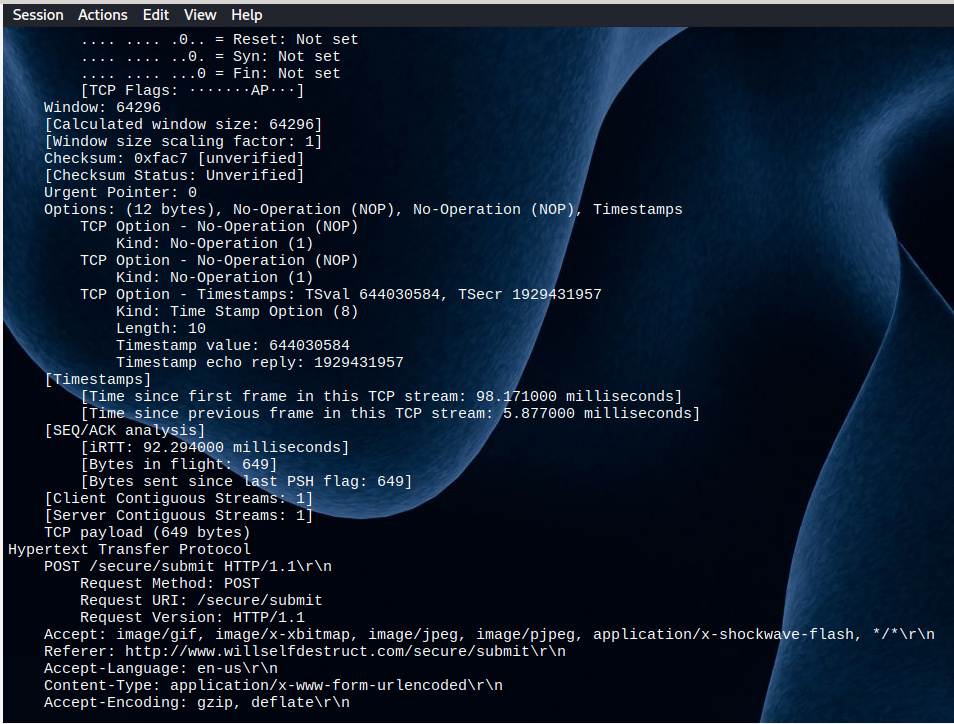 Session Actions Edit View Help
.... .... .0.. = Reset: Not set
.... .... ..0. = Syn: Not set
.... .... ...0 = Fin: Not set
[TCP Flags: ·······AP···]
Window: 64296
[Calculated window size: 64296]
[Window size scaling factor: 1]
Checksum: 0xfac7 [unverified]
[Checksum Status: Unverified]
Urgent Pointer: 0
Options: (12 bytes), No-Operation (NOP), No-Operation (NOP), Timestamps
TCP Option - No-Operation (NOP)
Kind: No-Operation (1)
TCP Option - No-Operation (NOP)
Kind: No-Operation (1)
TCP Option - Timestamps: TSval 644030584, TSecr 1929431957
Kind: Time Stamp Option (8)
Length: 10
Timestamp value: 644030584
Timestamp echo reply: 1929431957
[Timestamps]
[Time since first frame in this TCP stream: 98.171000 milliseconds]
[Time since previous frame in this TCP stream: 5.877000 milliseconds]
[SEQ/ACK analysis]
[iRTT: 92.294000 milliseconds]
[Bytes in flight: 649]
[Bytes sent since last PSH flag: 649]
[Client Contiguous Streams: 1]
[Server Contiguous Streams: 1]
TCP payload (649 bytes)
Hypertext Transfer Protocol
POST /secure/submit HTTP/1.1\r\n
Request Method: POST
Request URI: /secure/submit
Request Version: HTTP/1.1
Accept: image/gif, image/x-xbitmap, image/jpeg, image/pjpeg, application/x-shockwave-flash, */*\r\n
Referer: http://www.willselfdestruct.com/secure/submit\r\n
Accept-Language: en-us\r\n
Content-Type: application/x-www-form-urlencoded\r\n
Accept-Encoding: gzip, deflate\r\n